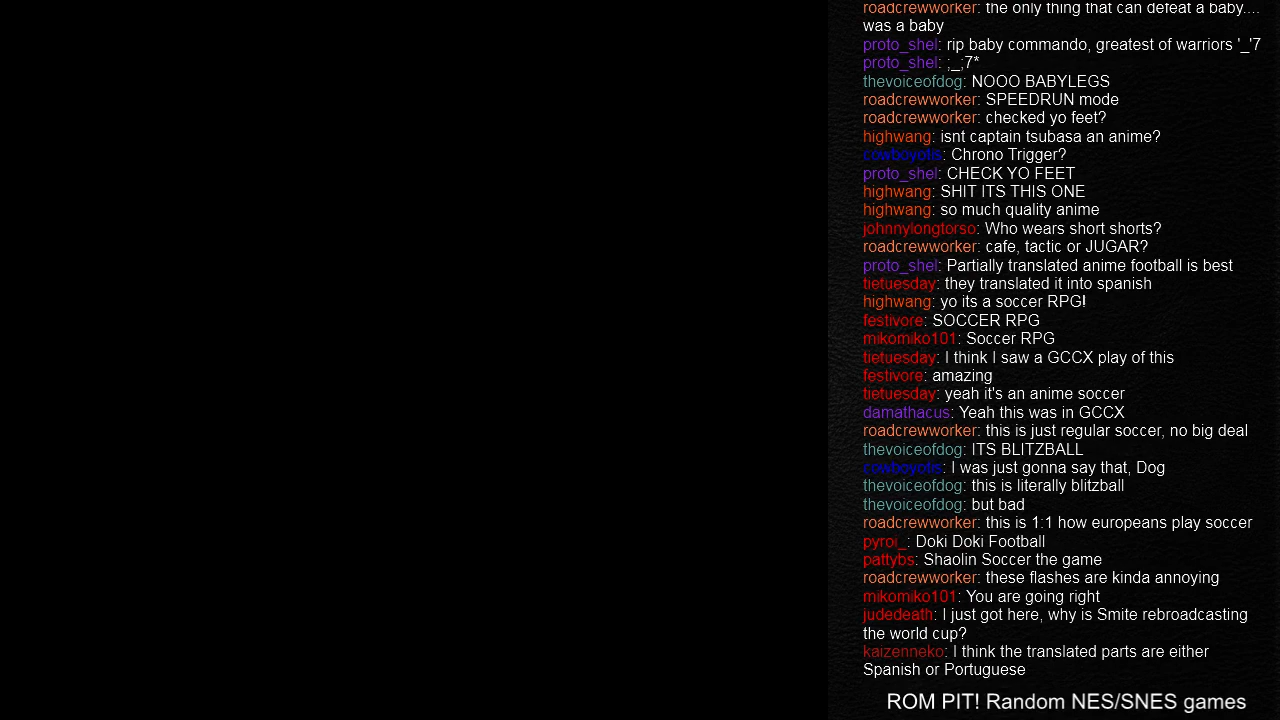 roadcrewworker: the only thing that can defeat a baby....
was a baby
proto_shel: rip baby commando, greatest of warriors '_'7
proto_shel: ;_;7*
thevoiceofdog: NOOO BABYLEGS
roadcrewworker: SPEEDRUN mode
roadcrewworker: checked yo feet?
highwang: isnt captain tsubasa an anime?
cowboyotis: Chrono Trigger?
proto_shel: CHECK YO FEET
highwang: SHIT ITS THIS ONE
highwang: so much quality anime
johnnylongtorso: Who wears short shorts?
roadcrewworker: cafe, tactic or JUGAR?
proto_shel: Partially translated anime football is best
tietuesday: they translated it into spanish
highwang: yo its a soccer RPG!
festivore: SOCCER RPG
mikomiko101: Soccer RPG
tietuesday: I think I saw a GCCX play of this
festivore: amazing
tietuesday: yeah it's an anime soccer
damathacus: Yeah this was in GCCX
roadcrewworker: this is just regular soccer, no big deal
thevoiceofdog: ITS BLITZBALL
cowboyotis: I was just gonna say that, Dog
thevoiceofdog: this is literally blitzball
thevoiceofdog: but bad
roadcrewworker: this is 1:1 how europeans play soccer
pyroi_: Doki Doki Football
pattybs: Shaolin Soccer the game
roadcrewworker: these flashes are kinda annoying
mikomiko101: You are going right
judedeath: I just got here, why is Smite rebroadcasting
the world cup?
kaizenneko: I think the translated parts are either
Spanish or Portuguese
ROM PIT! Random NES/SNES games